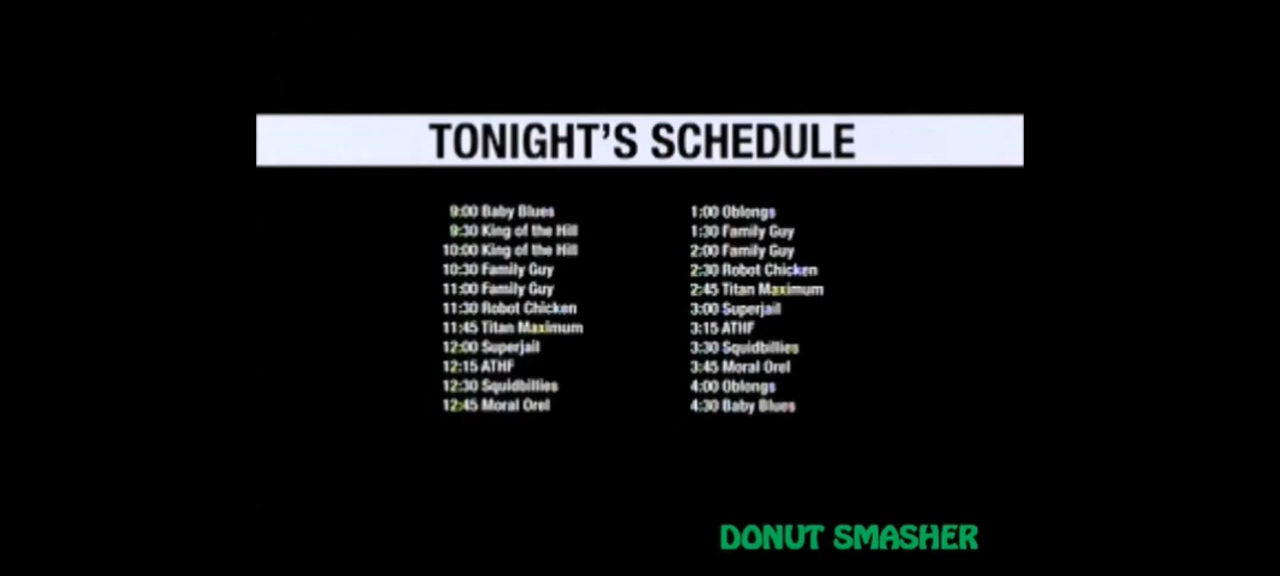 TONIGHT'S SCHEDULE
9:00 Baby Blues
9:30 King of the Hill
10:00 King of the Hill
10:30 Family Guy
11:00 Family Guy
11:30 Robot Chicken
11:45 Titan Maximum
12:00 Superjail
12:15 ATHF
12:30 Squidbillies
12:45 Moral Orel
1:00 Oblongs
1:30 Family Guy
2:00 Family Guy
2:30 Robot Chicken
2:45 Titan Maximum
3:00 Superjail
3:15 ATHF
3:30 Squidbillies
3:45 Moral Orel
4:00 Oblongs
4:30 Baby Blues
DONUT SMASHER